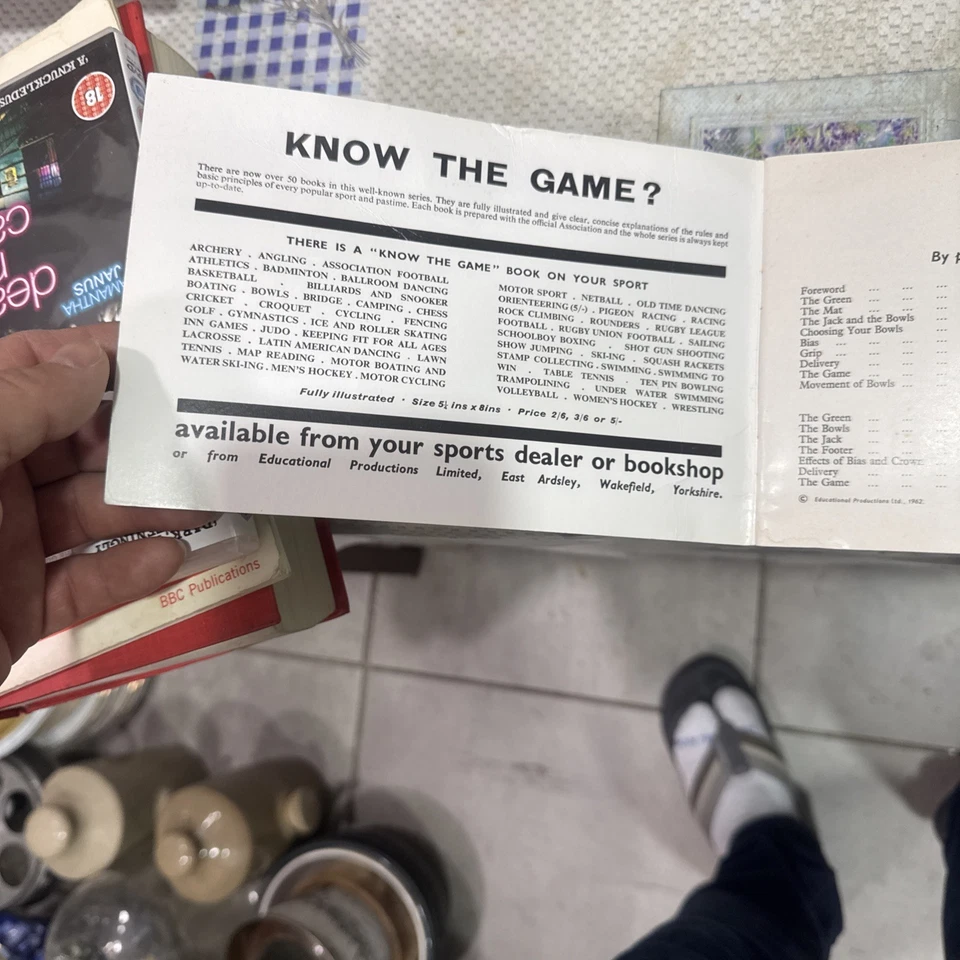 KNOW THE GAME?
There are now over 50 books in this well-known series. They are fully illustrated and give clear, concise explanations of the rules and
basic principles of every popular sport and pastime. Each book is prepared with the official Association and the whole series is always kept
up-to-date.
THERE IS A "KNOW THE GAME" BOOK ON YOUR SPORT
ARCHERY . ANGLING . ASSOCIATION FOOTBALL
ATHLETICS . BADMINTON . BALLROOM DANCING
BASKETBALL . BILLIARDS AND SNOOKER
BOATING . BOWLS . BRIDGE . CAMPING . CHESS
CRICKET . CROQUET . CYCLING . FENCING
GOLF . GYMNASTICS . ICE AND ROLLER SKATING
INN GAMES . JUDO . KEEPING FIT FOR ALL AGES
LACROSSE . LATIN AMERICAN DANCING . LAWN
TENNIS . MAP READING . MOTOR BOATING AND
WATER SKI-ING . MEN'S HOCKEY . MOTOR CYCLING
MOTOR SPORT . NETBALL . OLD TIME DANCING
ORIENTEERING (5/-) . PIGEON RACING . RACING
ROCK CLIMBING . ROUNDERS . RUGBY LEAGUE
FOOTBALL . RUGBY UNION FOOTBALL . SAILING
SCHOOLBOY BOXING . SHOT GUN SHOOTING
SHOW JUMPING . SKI-ING . SQUASH RACKETS
STAMP COLLECTING . SWIMMING . SWIMMING TO
WIN . TABLE TENNIS . TEN PIN BOWLING
TRAMPOLINING . UNDER WATER SWIMMING
VOLLEYBALL . WOMEN'S HOCKEY . WRESTLING
Fully illustrated · Size 5¼ ins x 8ins · Price 2/6, 3/6 or 5/-
available from your sports dealer or bookshop
or from Educational Productions Limited, East Ardsley, Wakefield, Yorkshire.
By
Foreword ... ... ...
The Green ... ... ...
The Mat ... ... ...
The Jack and the Bowls ...
Choosing Your Bowls ...
Bias ... ... ...
Grip ... ... ...
Delivery ... ... ...
The Game ... ... ...
Movement of Bowls ...
The Green ... ... ...
The Bowls ... ... ...
The Jack ... ... ...
The Footer ... ... ...
Effects of Bias and Crown
Delivery ... ... ...
The Game ... ... ...
© Educational Productions Ltd., 1962.
18
BBC Publications